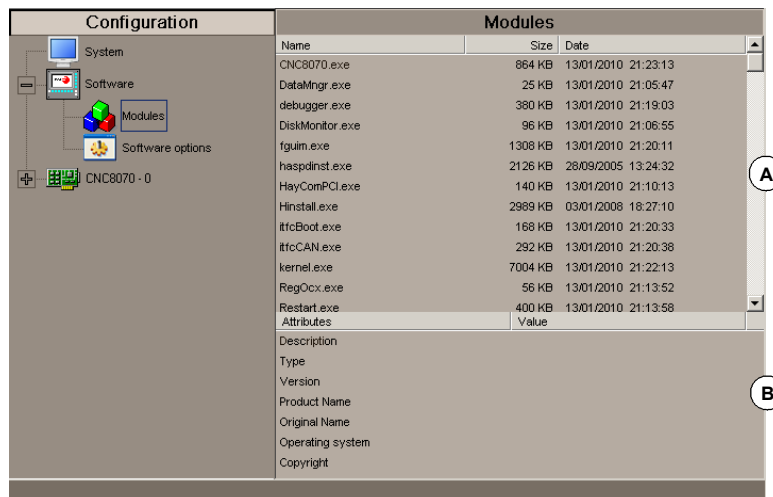 Configuration
Modules
System
Software
Modules
Software options
CNC8070 - 0
Name Size Date
CNC8070.exe 864 KB 13/01/2010 21:23:13
DataMngr.exe 25 KB 13/01/2010 21:05:47
debugger.exe 380 KB 13/01/2010 21:19:03
DiskMonitor.exe 96 KB 13/01/2010 21:06:55
fguim.exe 1308 KB 13/01/2010 21:20:11
haspdinst.exe 2126 KB 28/09/2005 13:24:32
HayComPCI.exe 140 KB 13/01/2010 21:10:13
Hinstall.exe 2989 KB 03/01/2008 18:27:10
itfcBoot.exe 168 KB 13/01/2010 21:20:33
itfcCAN.exe 292 KB 13/01/2010 21:20:38
kernel.exe 7004 KB 13/01/2010 21:22:13
RegOcx.exe 56 KB 13/01/2010 21:13:52
Restart.exe 400 KB 13/01/2010 21:13:58
A
Attributes Value
Description
Type
Version
Product Name
Original Name
Operating system
Copyright
B